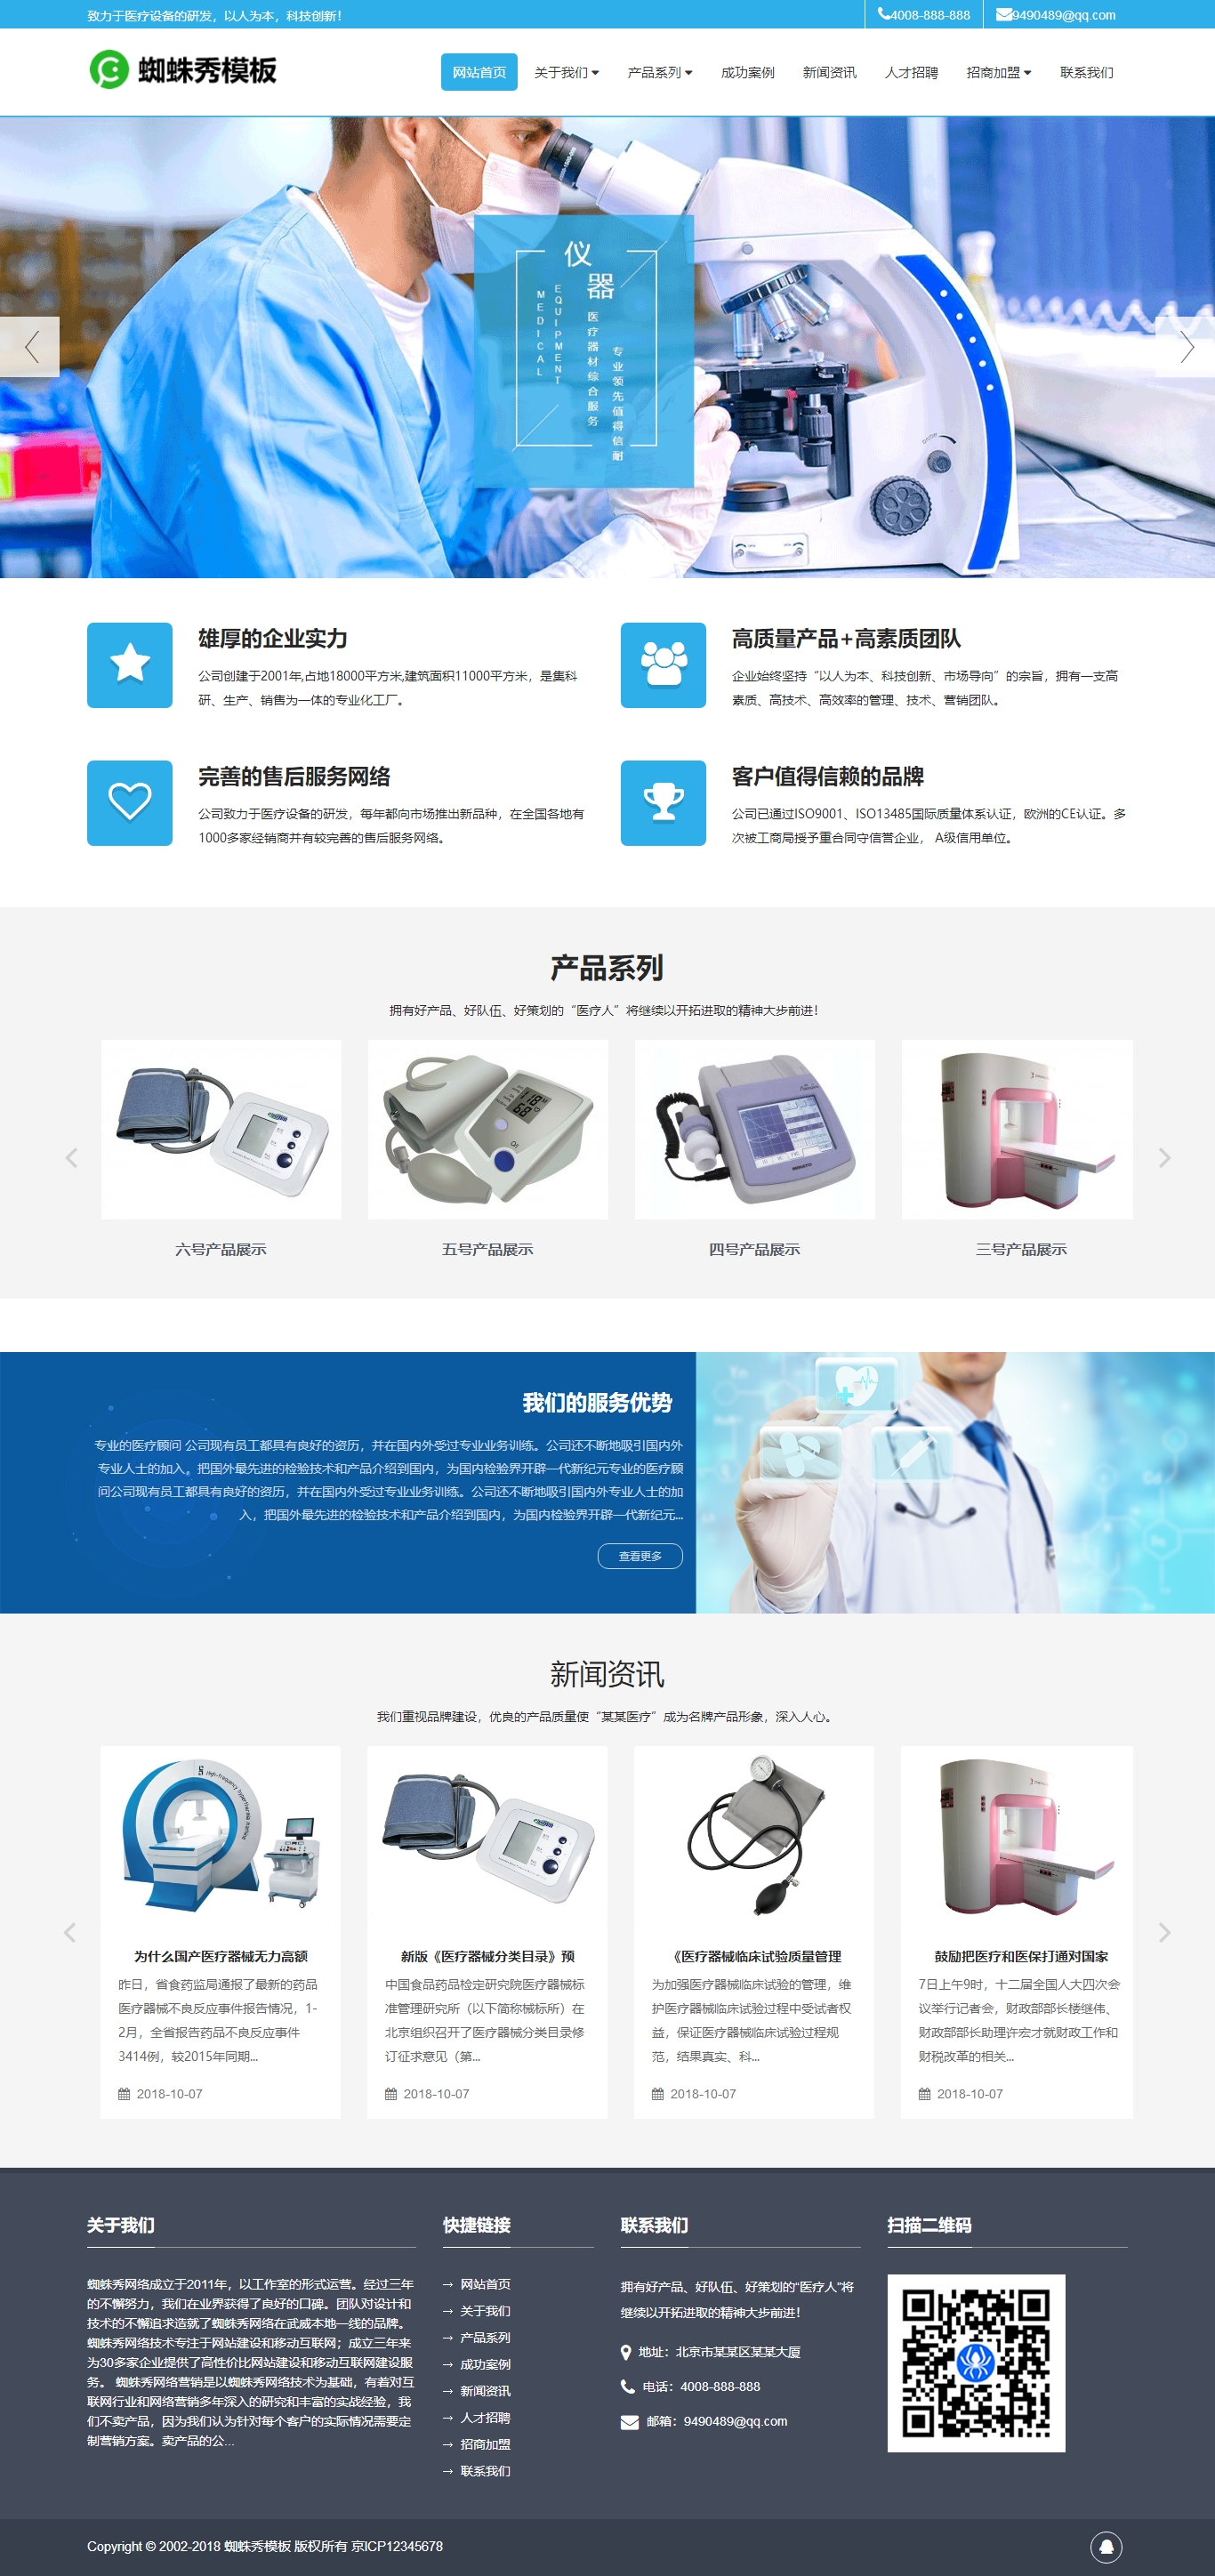 致力于医疗设备的研发，以人为本，科技创新！
4008-888-888
9490489@qq.com
蜘蛛秀模板
网站首页 关于我们 产品系列 成功案例 新闻资讯 人才招聘 招商加盟 联系我们
仪器
MEDICAL
EQUIPMENT
医疗器材综合服务
专业领先值得信耐
雄厚的企业实力
公司创建于2001年,占地18000平方米,建筑面积11000平方米，是集科
研、生产、销售为一体的专业化工厂。
高质量产品+高素质团队
企业始终坚持“以人为本、科技创新、市场导向”的宗旨，拥有一支高
素质、高技术、高效率的管理、技术、营销团队。
完善的售后服务网络
公司致力于医疗设备的研发，每年都向市场推出新品种，在全国各地有
1000多家经销商并有较完善的售后服务网络。
客户值得信赖的品牌
公司已通过ISO9001、ISO13485国际质量体系认证，欧洲的CE认证。多
次被工商局授予重合同守信誉企业， A级信用单位。
产品系列
拥有好产品、好队伍、好策划的“医疗人”将继续以开拓进取的精神大步前进！
六号产品展示
五号产品展示
四号产品展示
三号产品展示
我们的服务优势
专业的医疗顾问 公司现有员工都具有良好的资历，并在国内外受过专业业务训练。公司还不断地吸引国内外
专业人士的加入。把国外最先进的检验技术和产品介绍到国内，为国内检验界开辟一代新纪元专业的医疗顾
问公司现有员工都具有良好的资历，并在国内外受过专业业务训练。公司还不断地吸引国内外专业人士的加
入，把国外最先进的检验技术和产品介绍到国内，为国内检验界开辟一代新纪元...
查看更多
新闻资讯
我们重视品牌建设，优良的产品质量使“某某医疗”成为名牌产品形象，深入人心。
High-frequency hyperthermia machine
为什么国产医疗器械无力高额
昨日，省食药监局通报了最新的药品
医疗器械不良反应事件报告情况，1-
2月，全省报告药品不良反应事件
3414例，较2015年同期...
2018-10-07
新版《医疗器械分类目录》预
中国食品药品检定研究院医疗器械标
准管理研究所（以下简称械标所）在
北京组织召开了医疗器械分类目录修
订征求意见（第...
2018-10-07
《医疗器械临床试验质量管理
为加强医疗器械临床试验的管理，维
护医疗器械临床试验过程中受试者权
益，保证医疗器械临床试验过程规
范，结果真实、科...
2018-10-07
鼓励把医疗和医保打通对国家
7日上午9时，十二届全国人大四次会
议举行记者会，财政部部长楼继伟、
财政部部长助理许宏才就财政工作和
财税改革的相关...
2018-10-07
关于我们
蜘蛛秀网络成立于2011年，以工作室的形式运营。经过三年
的不懈努力，我们在业界获得了良好的口碑。团队对设计和
技术的不懈追求造就了蜘蛛秀网络在武威本地一线的品牌。
蜘蛛秀网络技术专注于网站建设和移动互联网；成立三年来
为30多家企业提供了高性价比网站建设和移动互联网建设服
务。 蜘蛛秀网络营销是以蜘蛛秀网络技术为基础，有着对互
联网行业和网络营销多年深入的研究和丰富的实战经验，我
们不卖产品，因为我们认为针对每个客户的实际情况需要定
制营销方案。卖产品的公...
快捷链接
→ 网站首页
→ 关于我们
→ 产品系列
→ 成功案例
→ 新闻资讯
→ 人才招聘
→ 招商加盟
→ 联系我们
联系我们
拥有好产品、好队伍、好策划的"医疗人"将
继续以开拓进取的精神大步前进！
地址：北京市某某区某某大厦
电话：4008-888-888
邮箱：9490489@qq.com
扫描二维码
Copyright © 2002-2018 蜘蛛秀模板 版权所有 京ICP12345678